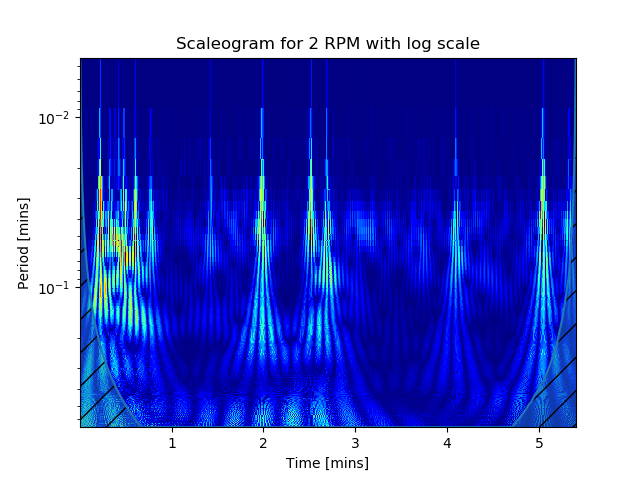 Scaleogram for 2 RPM with log scale
10⁻²
10⁻¹
Period [mins]
1 2 3 4 5
Time [mins]